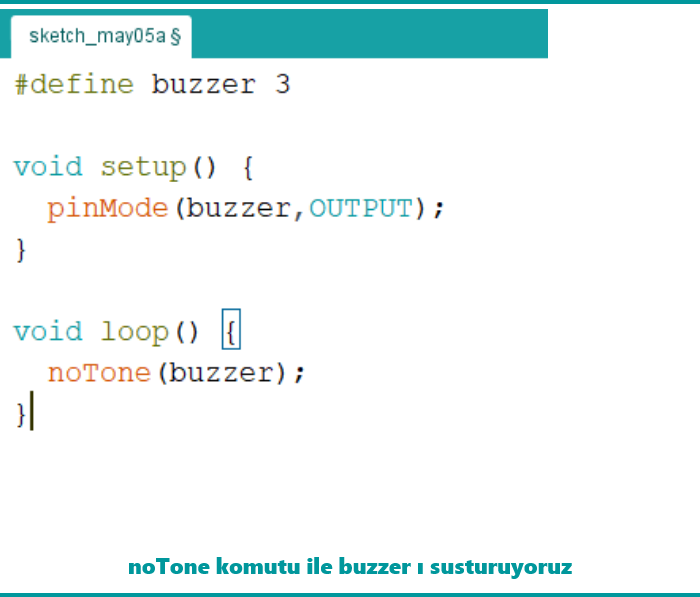 sketch_may05a §
#define buzzer 3
void setup() {
  pinMode(buzzer,OUTPUT);
}
void loop() {
  noTone(buzzer);
}
noTone komutu ile buzzer ı susturuyoruz